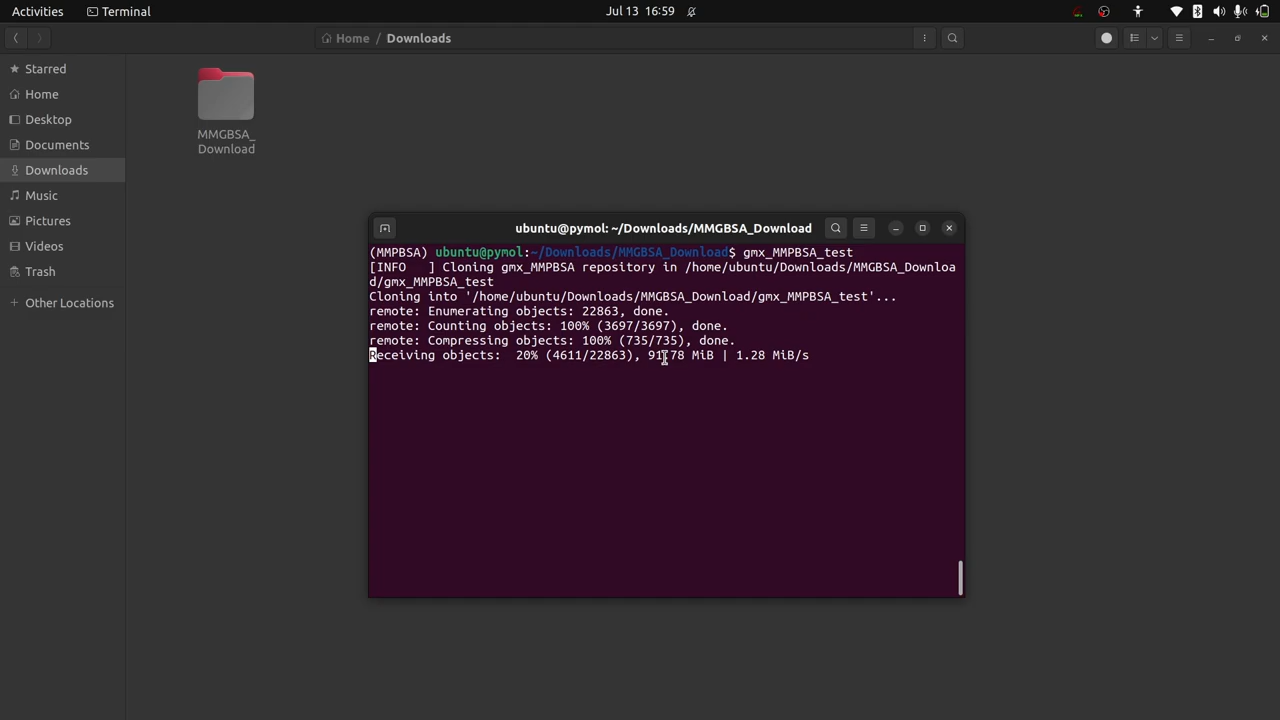 Activities
Terminal
Jul 13 16:59
Home / Downloads
Starred
Home
Desktop
Documents
Downloads
Music
Pictures
Videos
Trash
Other Locations
MMGBSA_
Download
ubuntu@pymol: ~/Downloads/MMGBSA_Download
(MMPBSA) ubuntu@pymol:~/Downloads/MMGBSA_Download$ gmx_MMPBSA_test
[INFO   ] Cloning gmx_MMPBSA repository in /home/ubuntu/Downloads/MMGBSA_Downloa
d/gmx_MMPBSA_test
Cloning into '/home/ubuntu/Downloads/MMGBSA_Download/gmx_MMPBSA_test'...
remote: Enumerating objects: 22863, done.
remote: Counting objects: 100% (3697/3697), done.
remote: Compressing objects: 100% (735/735), done.
Receiving objects:  20% (4611/22863), 91.78 MiB | 1.28 MiB/s